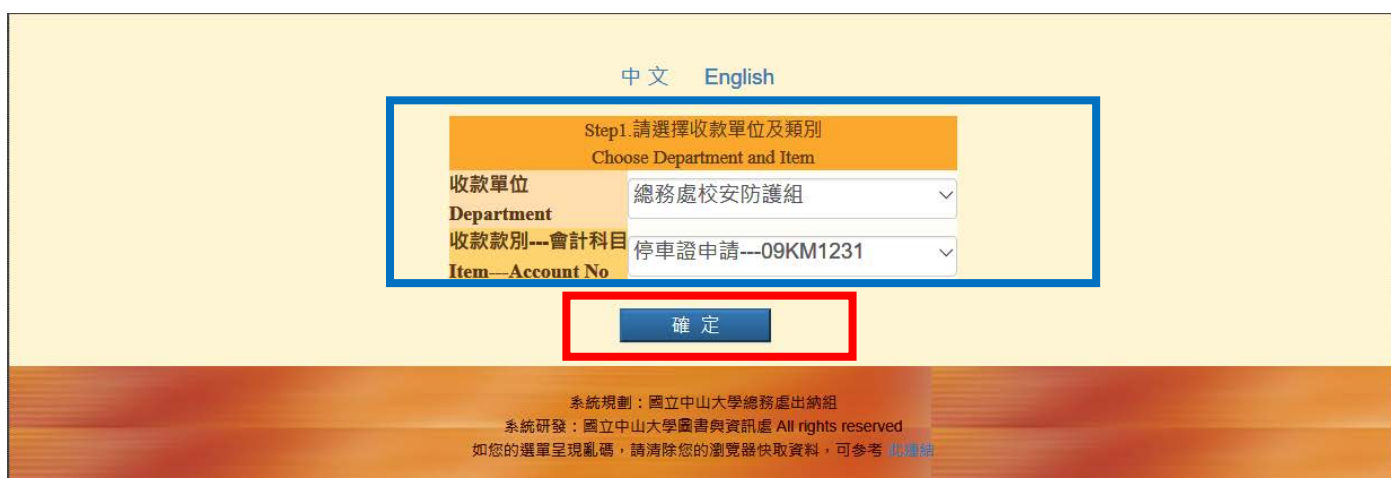 中 文 English
Step1.請選擇收款單位及類別
Choose Department and Item
收款單位
Department
總務處校安防護組
收款款別---會計科目
Item---Account No
停車證申請---09KM1231
確 定
系統規劃：國立中山大學總務處出納組
系統研發：國立中山大學圖書與資訊處 All rights reserved
如您的選單呈現亂碼，請清除您的瀏覽器快取資料，可參考 此連結